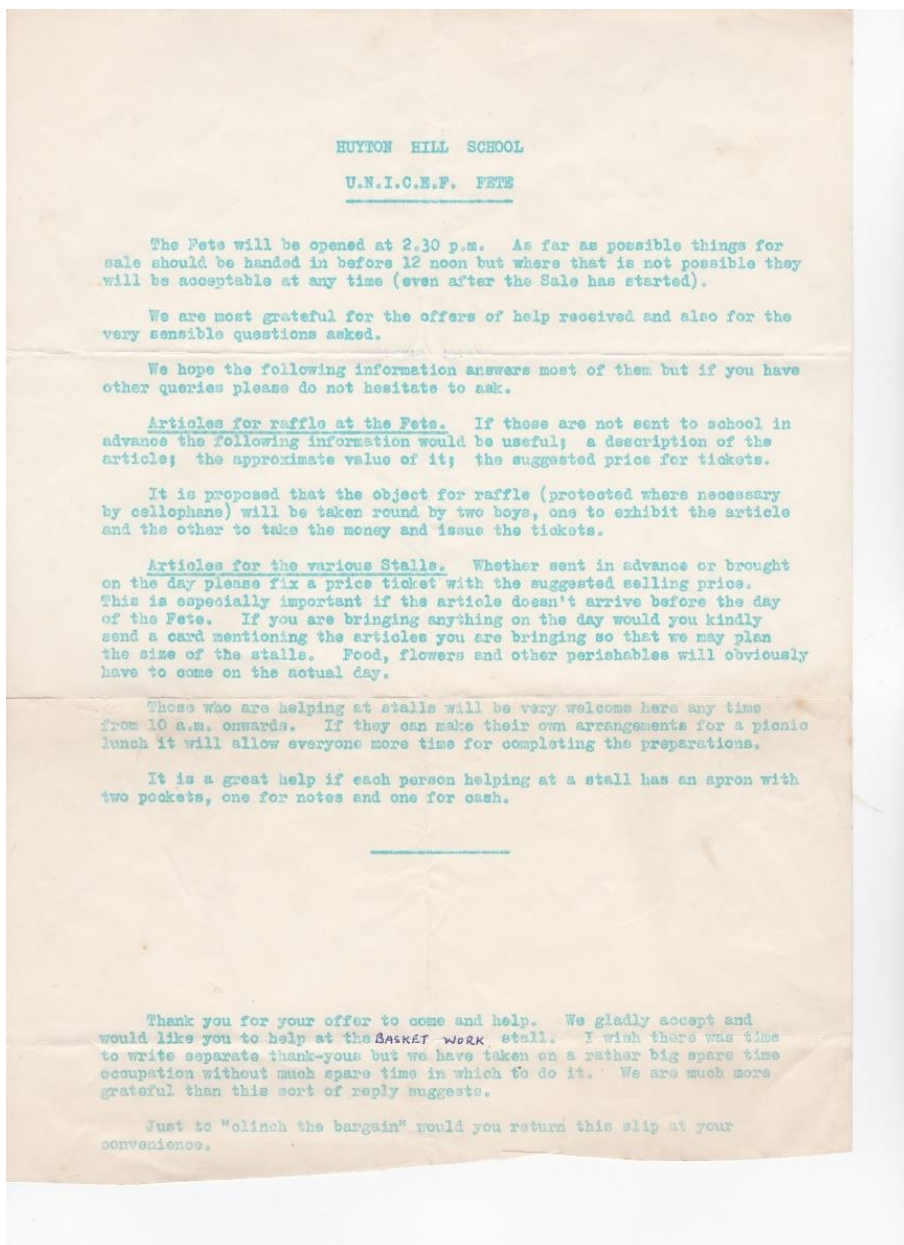 HUYTON HILL SCHOOL
U.N.I.C.E.F. FETE
The Fete will be opened at 2.30 p.m. As far as possible things for
sale should be handed in before 12 noon but where that is not possible they
will be acceptable at any time (even after the Sale has started).
We are most grateful for the offers of help received and also for the
very sensible questions asked.
We hope the following information answers most of them but if you have
other queries please do not hesitate to ask.
Articles for raffle at the Fete. If these are not sent to school in
advance the following information would be useful; a description of the
article; the approximate value of it; the suggested price for tickets.
It is proposed that the object for raffle (protected where necessary
by cellophane) will be taken round by two boys, one to exhibit the article
and the other to take the money and issue the tickets.
Articles for the various Stalls. Whether sent in advance or brought
on the day please fix a price ticket with the suggested selling price.
This is especially important if the article doesn't arrive before the day
of the Fete. If you are bringing anything on the day would you kindly
send a card mentioning the articles you are bringing so that we may plan
the size of the stalls. Food, flowers and other perishables will obviously
have to come on the actual day.
Those who are helping at stalls will be very welcome here any time
from 10 a.m. onwards. If they can make their own arrangements for a picnic
lunch it will allow everyone more time for completing the preparations.
It is a great help if each person helping at a stall has an apron with
two pockets, one for notes and one for cash.
Thank you for your offer to come and help. We gladly accept and
would like you to help at the BASKET WORK stall. I wish there was time
to write separate thank-yous but we have taken on a rather big spare time
occupation without much spare time in which to do it. We are much more
grateful than this sort of reply suggests.
Just to "clinch the bargain" would you return this slip at your
convenience.